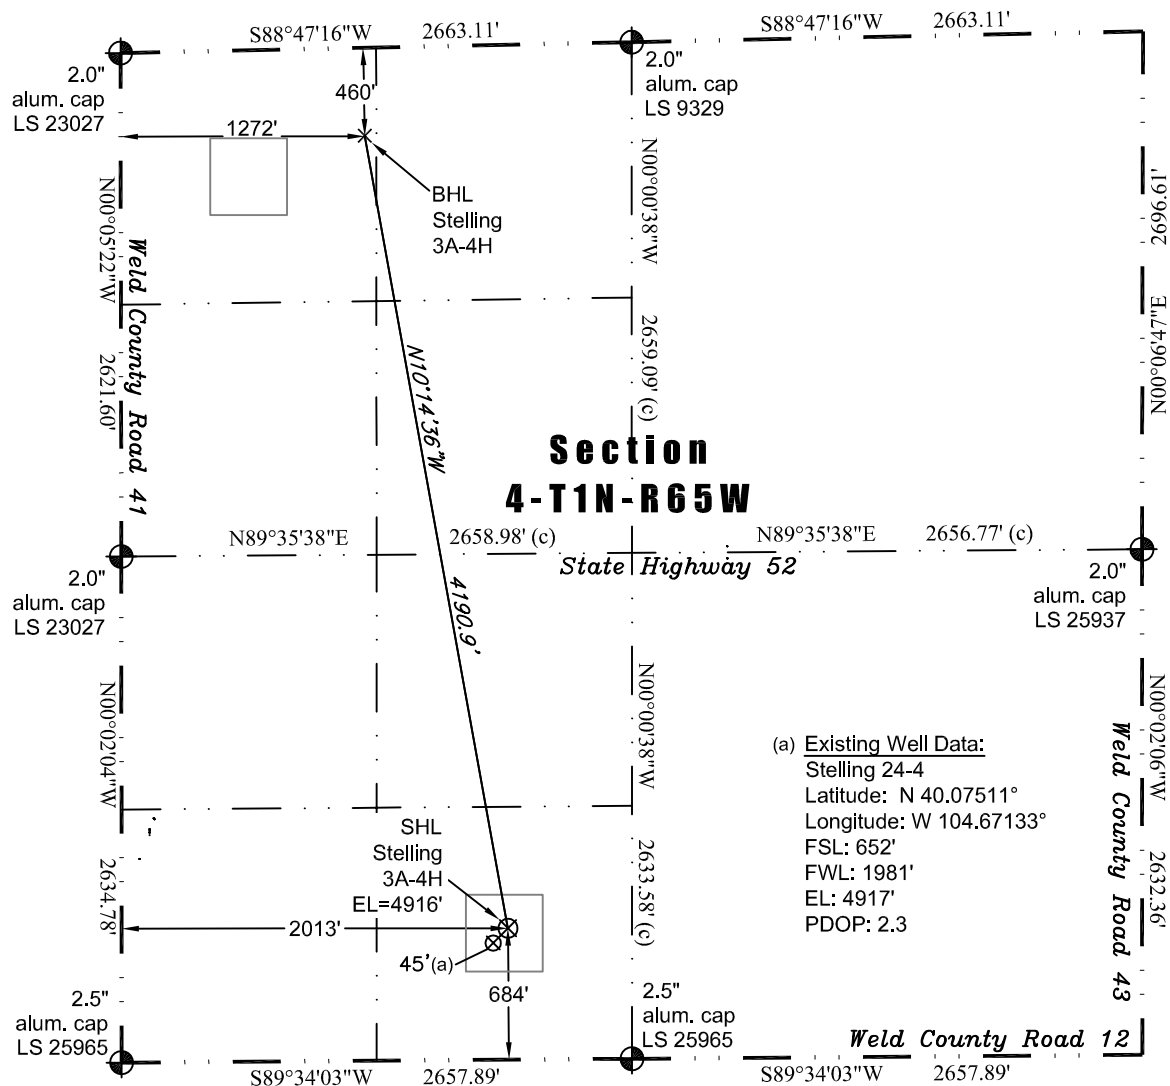 S88°47'16"W 2663.11'
S88°47'16"W 2663.11'
2.0"
alum. cap
LS 23027
460'
2.0"
alum. cap
LS 9329
1272'
BHL
Stelling
3A-4H
N00°05'22"W 2621.60'
Weld County Road 41
N00°00'38"W 2659.09' (c)
2696.61' N00°06'47"E
N10°14'36"W 4190.9'
Section
4-T1N-R65W
N89°35'38"E 2658.98' (c)
N89°35'38"E 2656.77' (c)
State Highway 52
2.0"
alum. cap
LS 23027
2.0"
alum. cap
LS 25937
N00°02'04"W 2634.78'
N00°00'38"W 2633.58' (c)
N00°02'06"W 2632.36'
Weld County Road 43
(a) Existing Well Data:
Stelling 24-4
Latitude: N 40.07511°
Longitude: W 104.67133°
FSL: 652'
FWL: 1981'
EL: 4917'
PDOP: 2.3
SHL
Stelling
3A-4H
EL=4916'
2013'
45'(a)
684'
2.5"
alum. cap
LS 25965
2.5"
alum. cap
LS 25965
Weld County Road 12
S89°34'03"W 2657.89'
S89°34'03"W 2657.89'